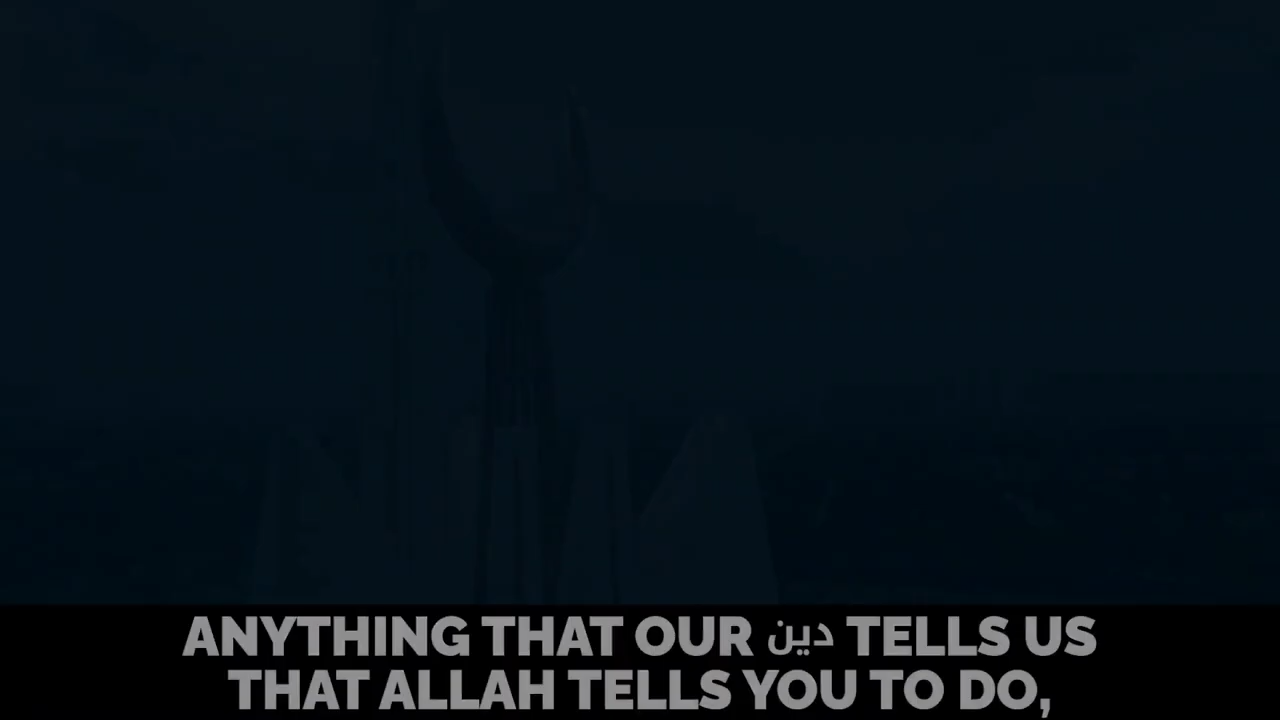 ANYTHING THAT OUR دين TELLS US
THAT ALLAH TELLS YOU TO DO,